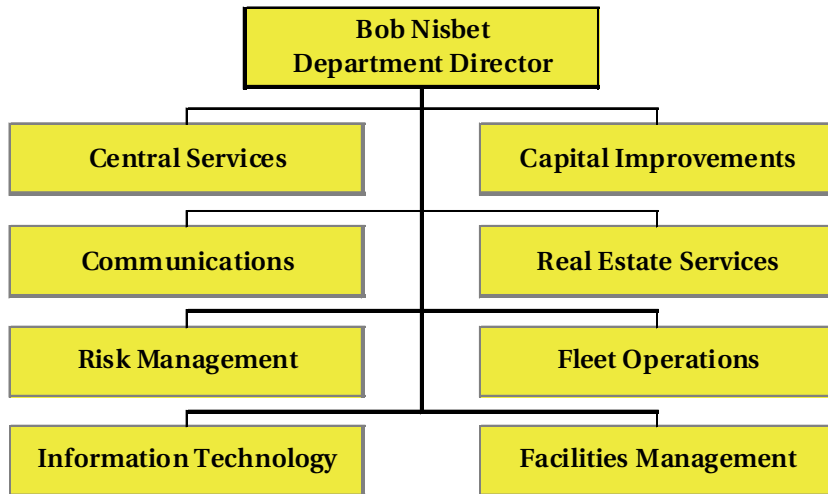 Bob Nisbet
Department Director
Central Services
Capital Improvements
Communications
Real Estate Services
Risk Management
Fleet Operations
Information Technology
Facilities Management